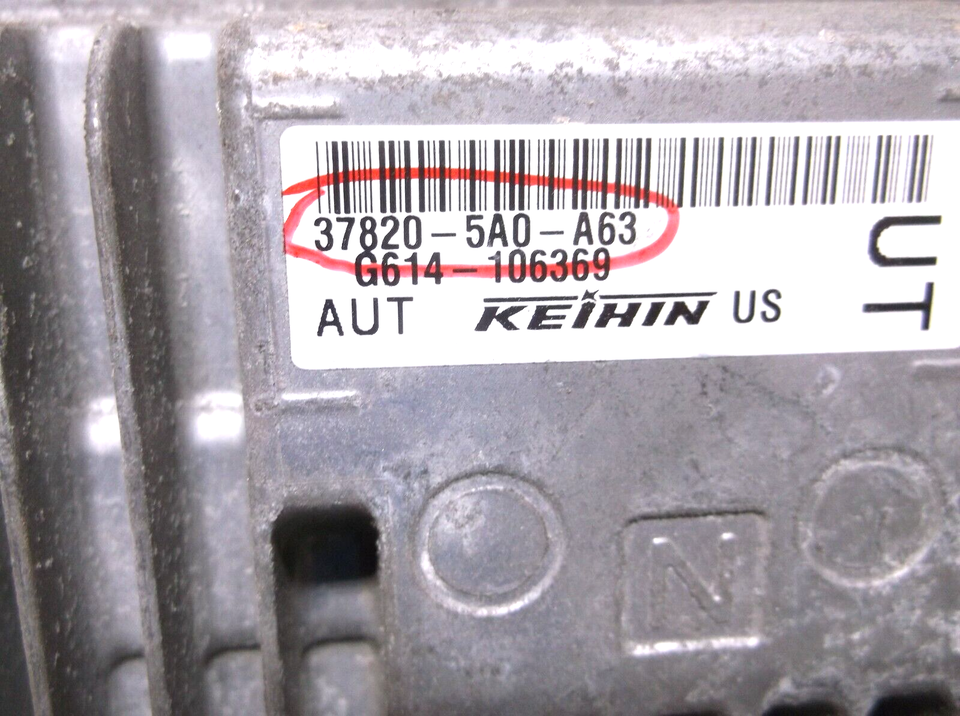 37820-5A0-A63
G614-106369
AUT KEIHIN US
UT
N